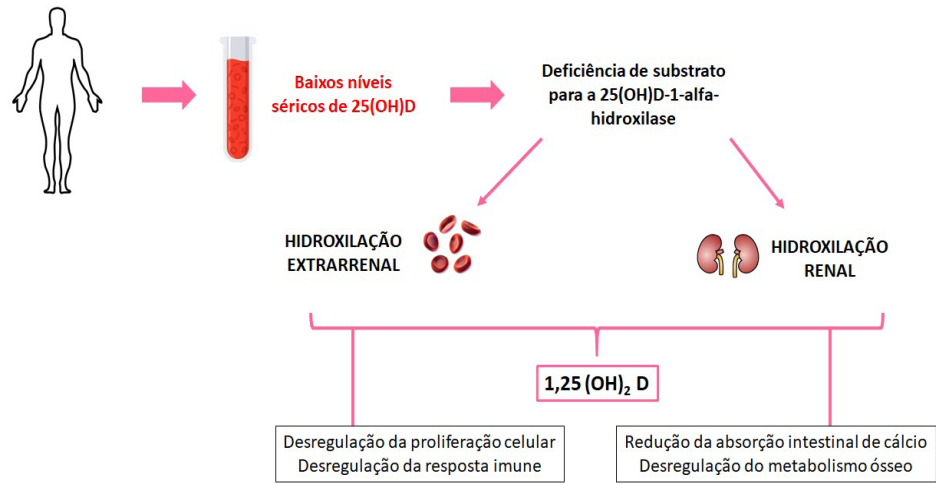 Baixos níveis
séricos de 25(OH)D
Deficiência de substrato
para a 25(OH)D-1-alfa-
hidroxilase
HIDROXILAÇÃO
EXTRARRENAL
HIDROXILAÇÃO
RENAL
1,25 (OH)₂ D
Desregulação da proliferação celular
Desregulação da resposta imune
Redução da absorção intestinal de cálcio
Desregulação do metabolismo ósseo